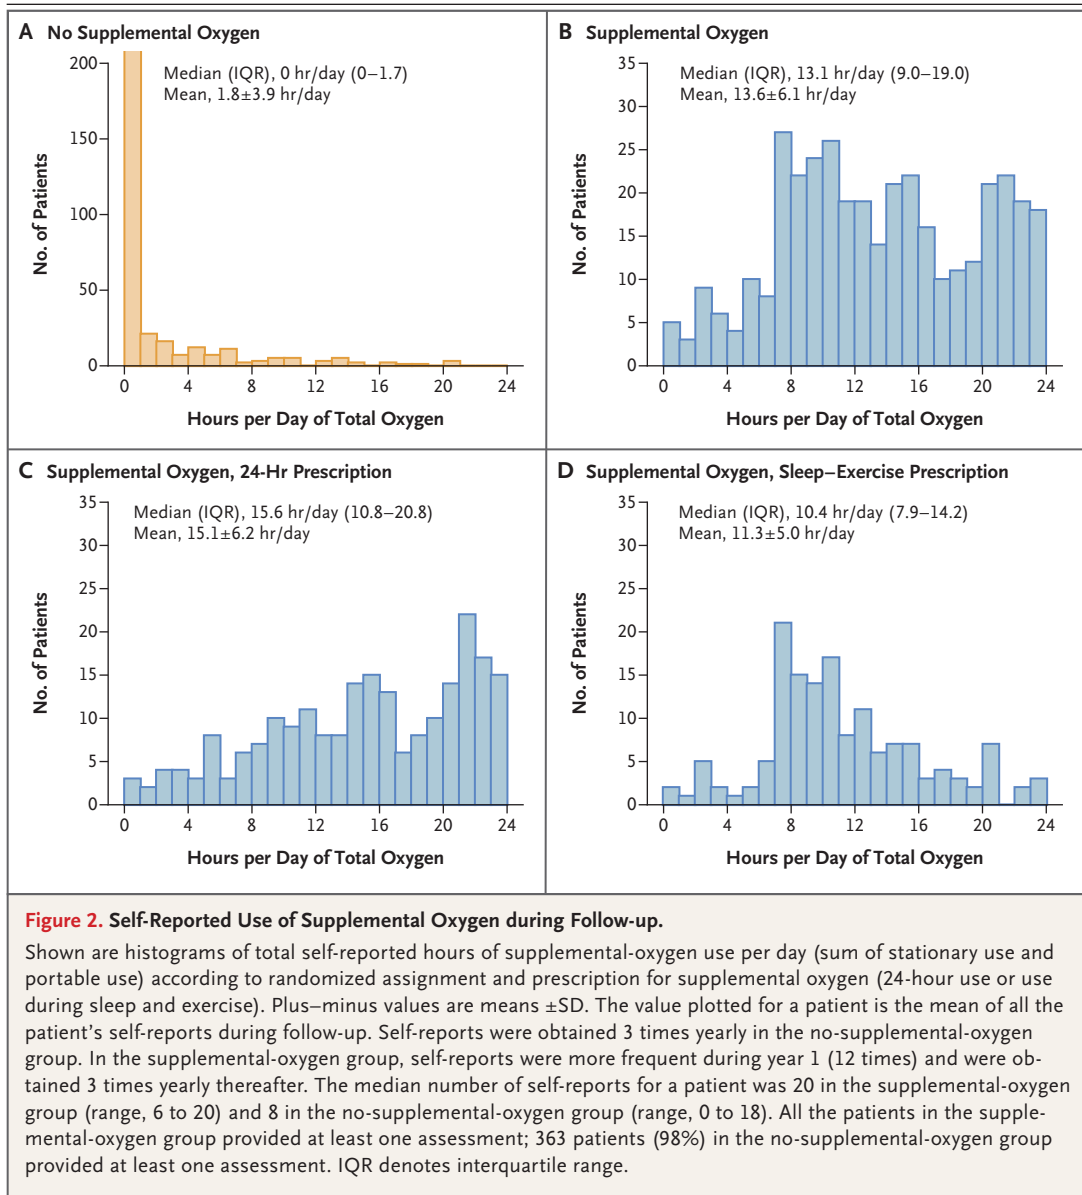 A No Supplemental Oxygen
Median (IQR), 0 hr/day (0–1.7)
Mean, 1.8±3.9 hr/day
No. of Patients
200
150
100
50
0
0 4 8 12 16 20 24
Hours per Day of Total Oxygen
B Supplemental Oxygen
Median (IQR), 13.1 hr/day (9.0–19.0)
Mean, 13.6±6.1 hr/day
No. of Patients
35
30
25
20
15
10
5
0
0 4 8 12 16 20 24
Hours per Day of Total Oxygen
C Supplemental Oxygen, 24-Hr Prescription
Median (IQR), 15.6 hr/day (10.8–20.8)
Mean, 15.1±6.2 hr/day
No. of Patients
35
30
25
20
15
10
5
0
0 4 8 12 16 20 24
Hours per Day of Total Oxygen
D Supplemental Oxygen, Sleep–Exercise Prescription
Median (IQR), 10.4 hr/day (7.9–14.2)
Mean, 11.3±5.0 hr/day
No. of Patients
35
30
25
20
15
10
5
0
0 4 8 12 16 20 24
Hours per Day of Total Oxygen
Figure 2. Self-Reported Use of Supplemental Oxygen during Follow-up.
Shown are histograms of total self-reported hours of supplemental-oxygen use per day (sum of stationary use and
portable use) according to randomized assignment and prescription for supplemental oxygen (24-hour use or use
during sleep and exercise). Plus–minus values are means ±SD. The value plotted for a patient is the mean of all the
patient's self-reports during follow-up. Self-reports were obtained 3 times yearly in the no-supplemental-oxygen
group. In the supplemental-oxygen group, self-reports were more frequent during year 1 (12 times) and were ob-
tained 3 times yearly thereafter. The median number of self-reports for a patient was 20 in the supplemental-oxygen
group (range, 6 to 20) and 8 in the no-supplemental-oxygen group (range, 0 to 18). All the patients in the supple-
mental-oxygen group provided at least one assessment; 363 patients (98%) in the no-supplemental-oxygen group
provided at least one assessment. IQR denotes interquartile range.